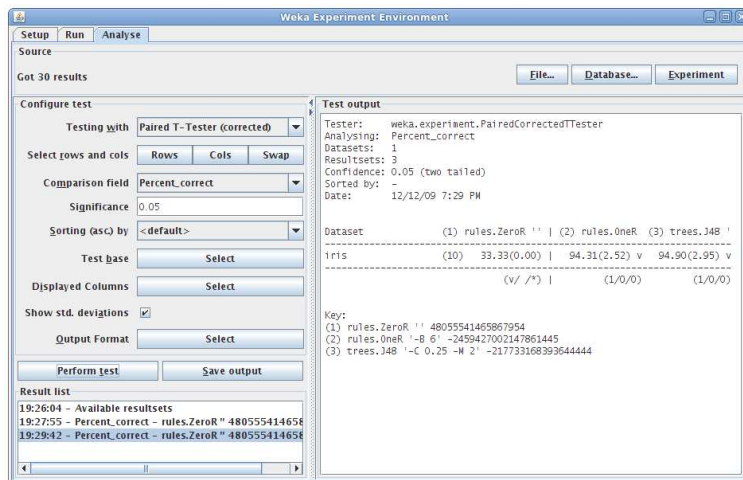 Weka Experiment Environment
Setup Run Analyse
Source
Got 30 results
File... Database... Experiment
Configure test
Testing with Paired T-Tester (corrected)
Select rows and cols Rows Cols Swap
Comparison field Percent_correct
Significance 0.05
Sorting (asc.) by <default>
Test base Select
Displayed Columns Select
Show std. deviations
Output Format Select
Perform test Save output
Result list
19:26:04 - Available resultsets
19:27:55 - Percent_correct - rules.ZeroR '' 480555414658
19:29:42 - Percent_correct - rules.ZeroR '' 480555414658
Test output
Tester: weka.experiment.PairedCorrectedTTester
Analysing: Percent_correct
Datasets: 1
Resultsets: 3
Confidence: 0.05 (two tailed)
Sorted by: -
Date: 12/12/09 7:29 PM
Dataset (1) rules.ZeroR '' | (2) rules.OneR (3) trees.J48 '
iris (10) 33.33(0.00) | 94.31(2.52) v 94.90(2.95) v
(v/ /*) | (1/0/0) (1/0/0)
Key:
(1) rules.ZeroR '' 48055541465867954
(2) rules.OneR '-B 6' -2459427002147861445
(3) trees.J48 '-C 0.25 -M 2' -217733168393644444